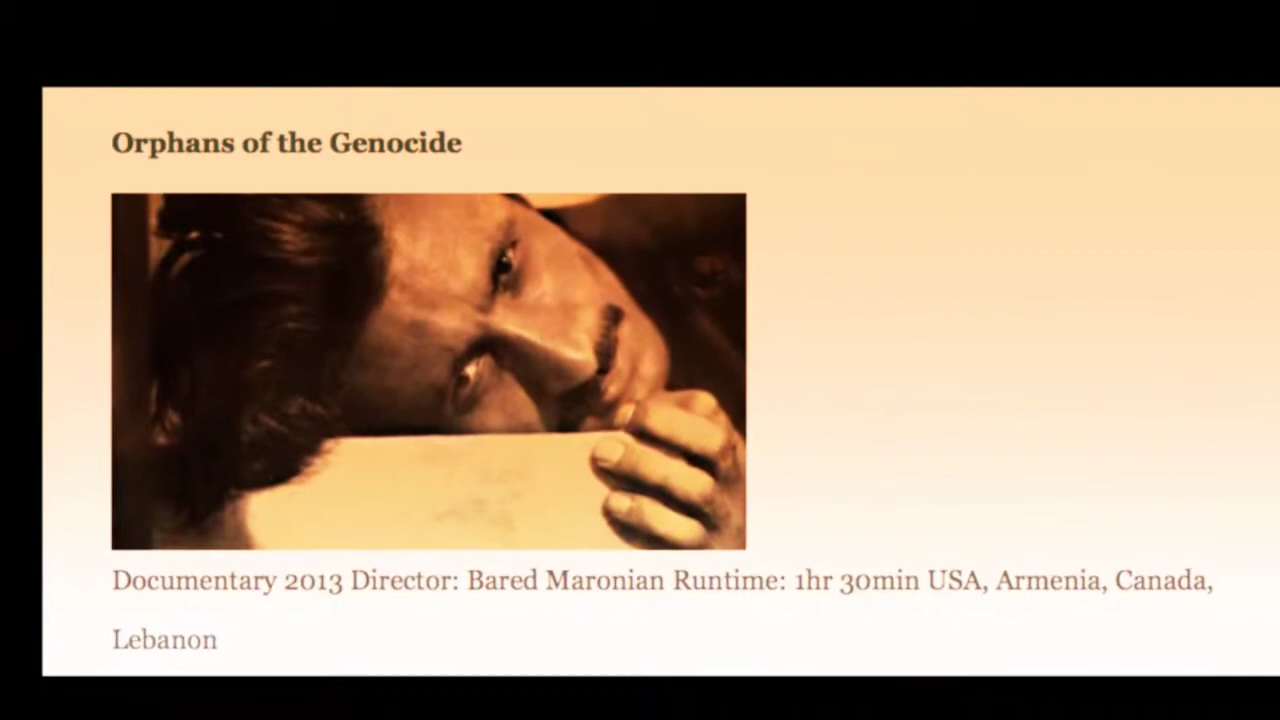 Orphans of the Genocide
Documentary 2013 Director: Bared Maronian Runtime: 1hr 30min USA, Armenia, Canada,
Lebanon